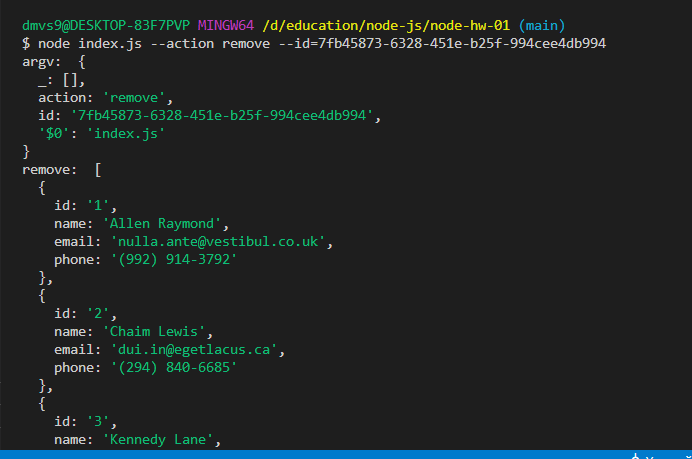 dmvs9@DESKTOP-83F7PVP MINGW64 /d/education/node-js/node-hw-01 (main)
$ node index.js --action remove --id=7fb45873-6328-451e-b25f-994cee4db994
argv:  {
  _: [],
  action: 'remove',
  id: '7fb45873-6328-451e-b25f-994cee4db994',
  '$0': 'index.js'
}
remove:  [
  {
    id: '1',
    name: 'Allen Raymond',
    email: 'nulla.ante@vestibul.co.uk',
    phone: '(992) 914-3792'
  },
  {
    id: '2',
    name: 'Chaim Lewis',
    email: 'dui.in@egetlacus.ca',
    phone: '(294) 840-6685'
  },
  {
    id: '3',
    name: 'Kennedy Lane',